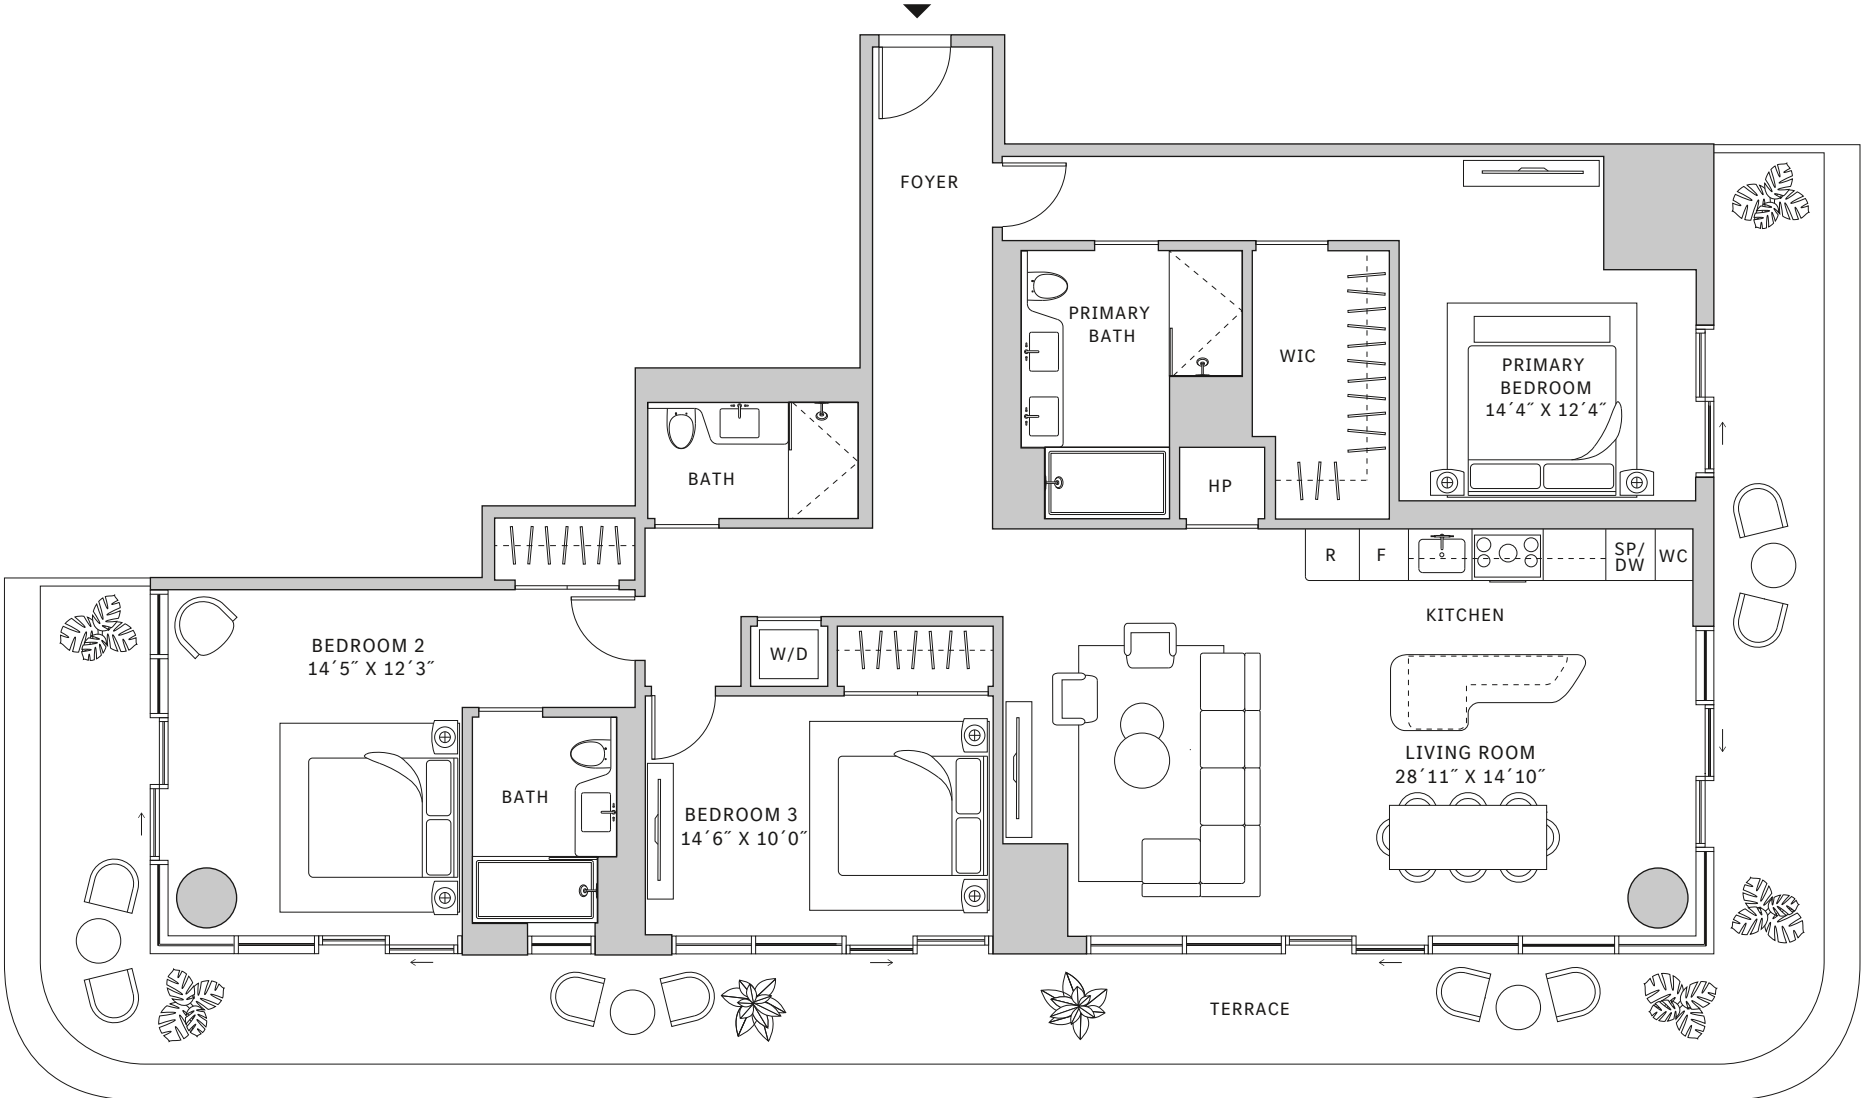 FOYER
PRIMARY
BATH
WIC
PRIMARY
BEDROOM
14´4˝ X 12´4˝
BATH
HP
R
F
SP/
DW
WC
KITCHEN
BEDROOM 2
14´5˝ X 12´3˝
W/D
LIVING ROOM
28´11˝ X 14´10˝
BATH
BEDROOM 3
14´6˝ X 10´0˝
TERRACE